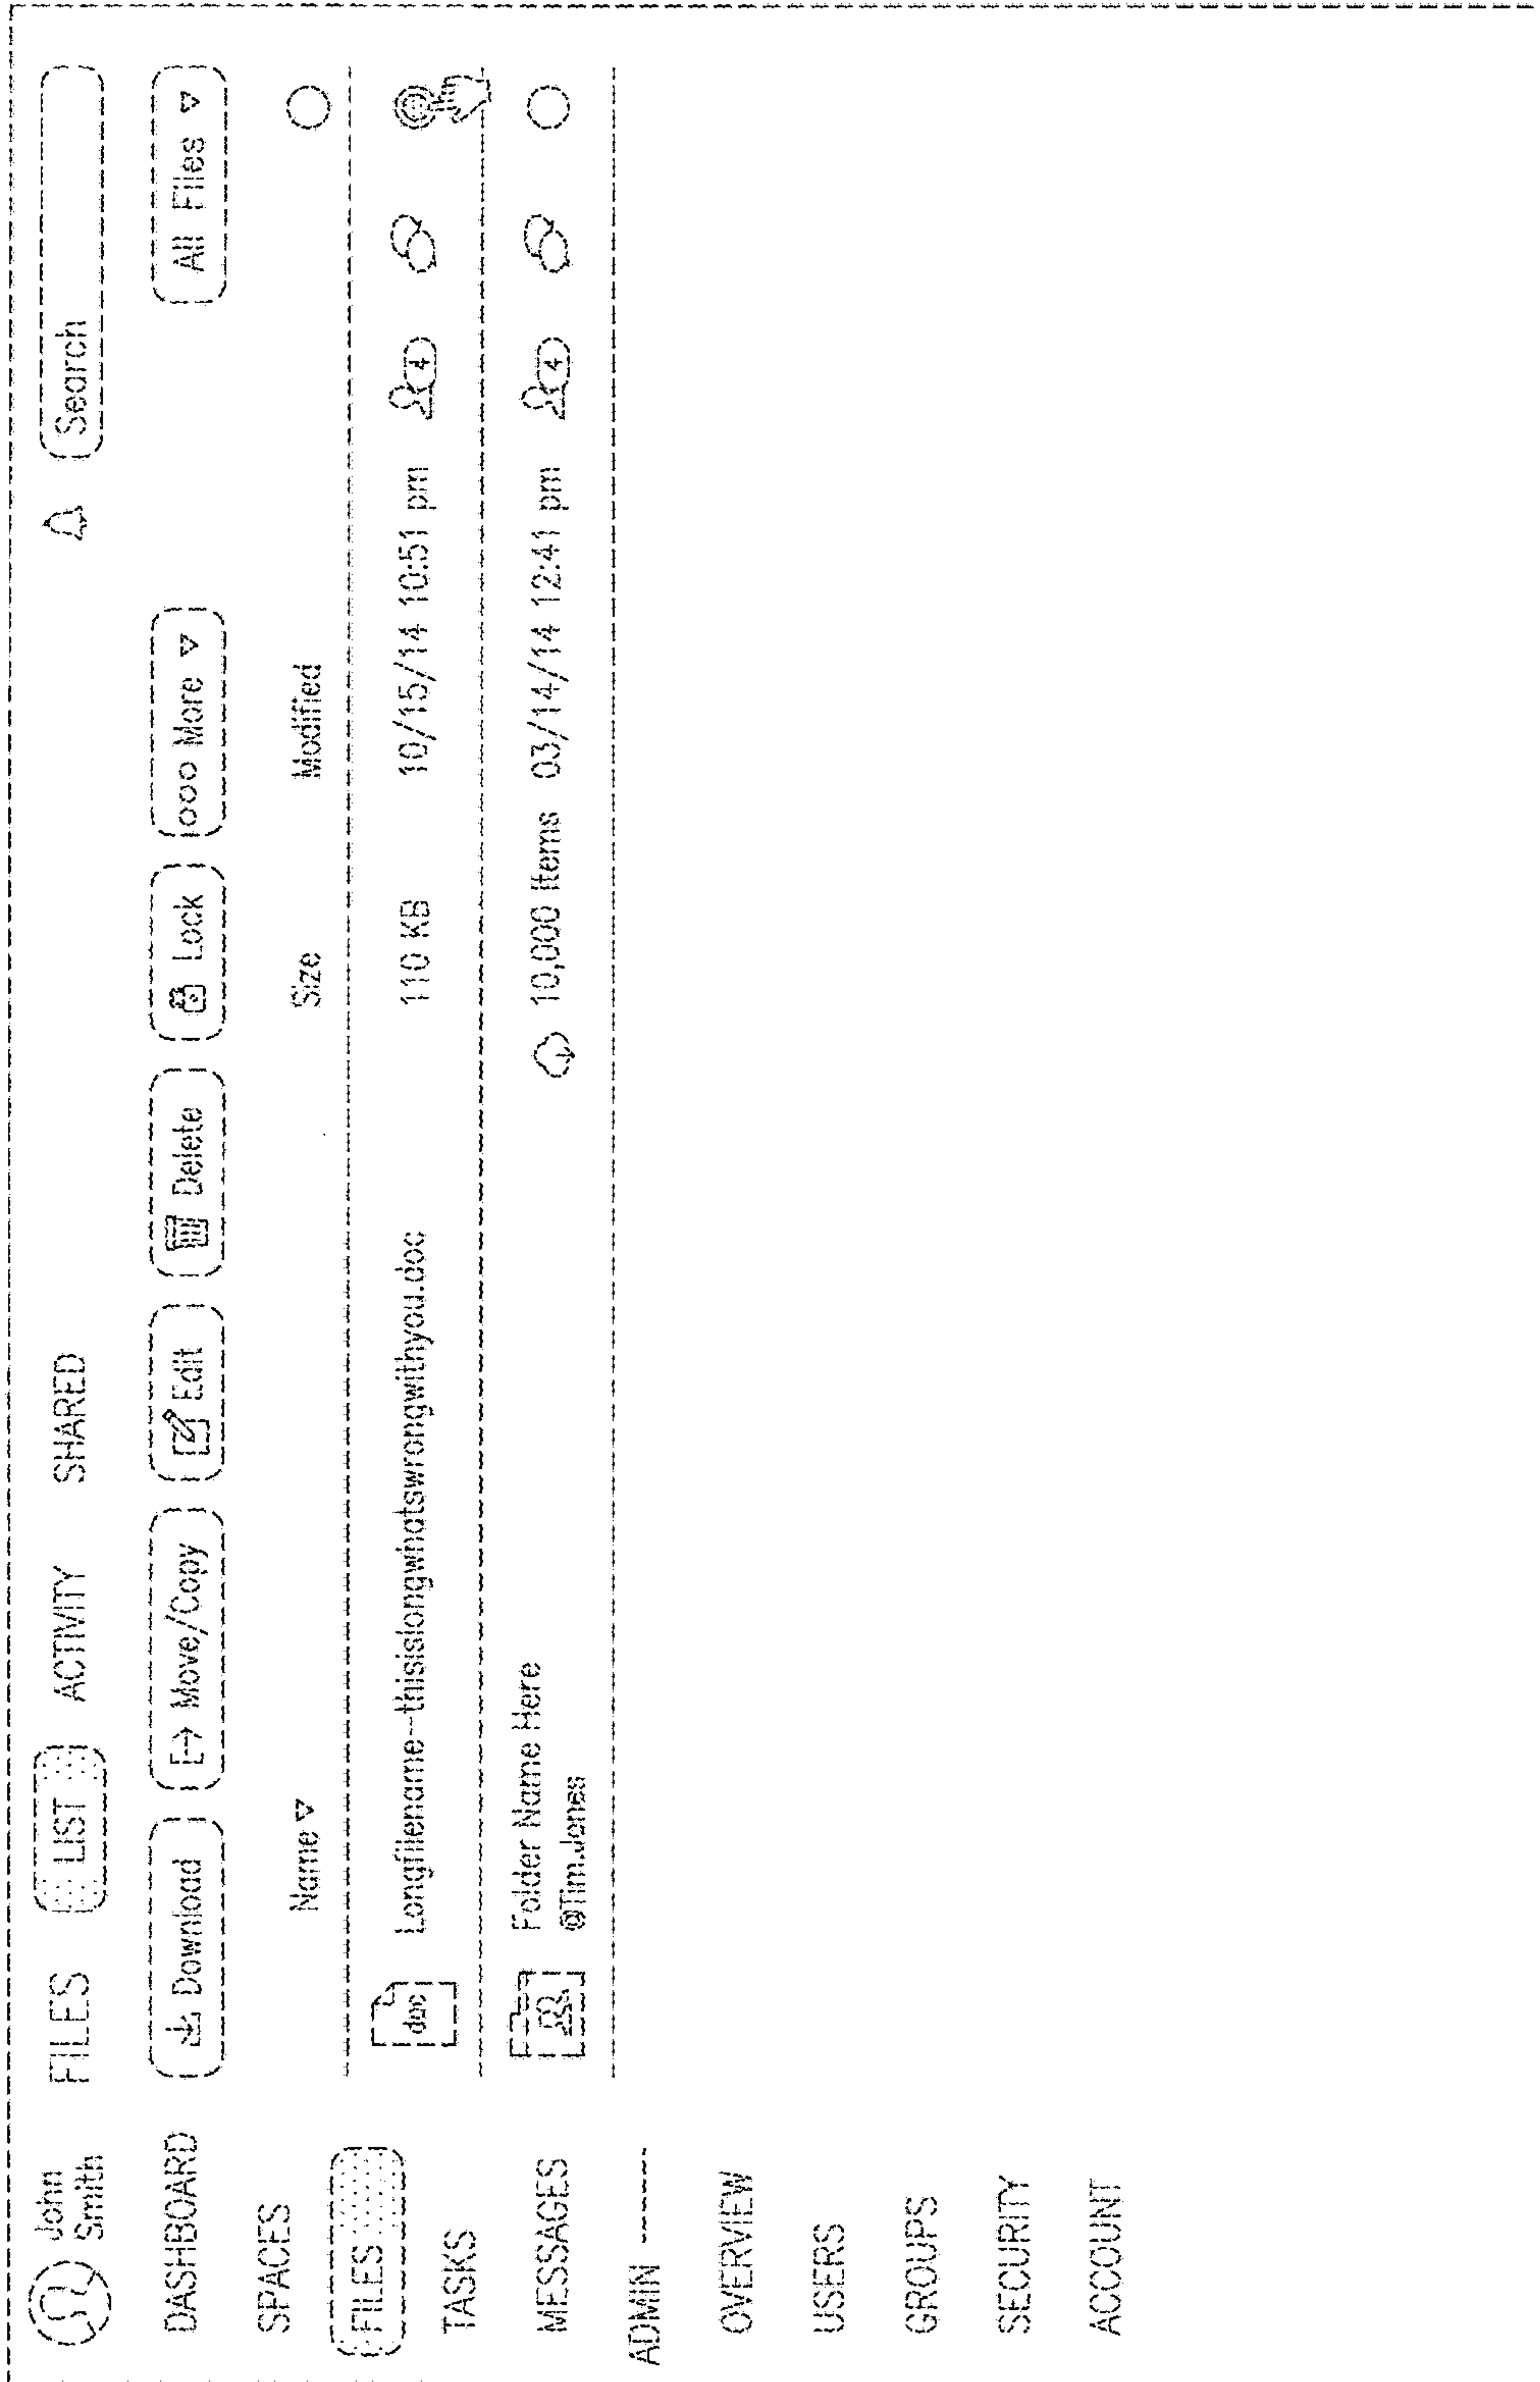 John
Smith
FILES LIST ACTIVITY SHARED Search
DASHBOARD
Download Move/Copy Edit Delete Lock More All Files
SPACES
Name Size Modified
FILES
doc Longfilename-thisislongwhatswrongwithyou.doc 110 KB 10/15/14 10:51 pm 4
TASKS
MESSAGES
Folder Name Here 10,000 Items 03/14/14 12:41 pm 4
@Tim.Jones
ADMIN
OVERVIEW
USERS
GROUPS
SECURITY
ACCOUNT